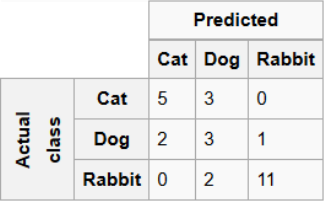 Predicted
Cat Dog Rabbit
Actual class
Cat 5 3 0
Dog 2 3 1
Rabbit 0 2 11